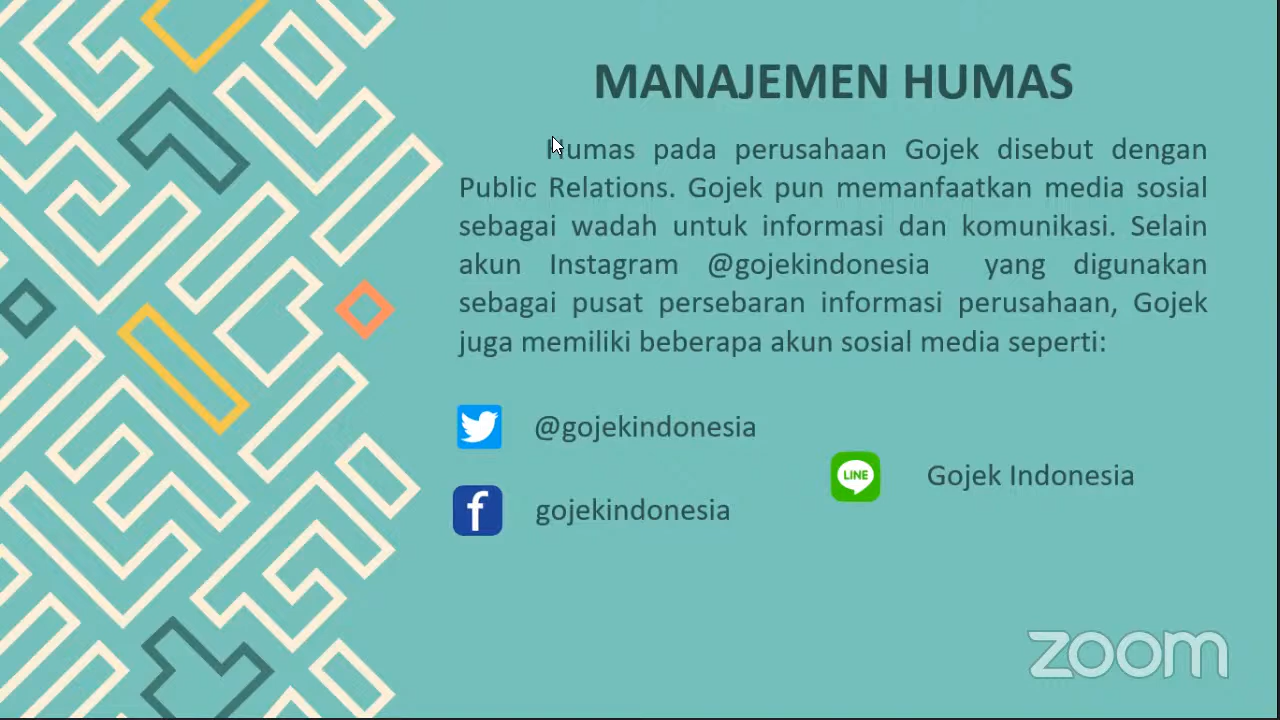 MANAJEMEN HUMAS
Humas pada perusahaan Gojek disebut dengan
Public Relations. Gojek pun memanfaatkan media sosial
sebagai wadah untuk informasi dan komunikasi. Selain
akun Instagram @gojekindonesia yang digunakan
sebagai pusat persebaran informasi perusahaan, Gojek
juga memiliki beberapa akun sosial media seperti:
@gojekindonesia
LINE Gojek Indonesia
gojekindonesia
zoom